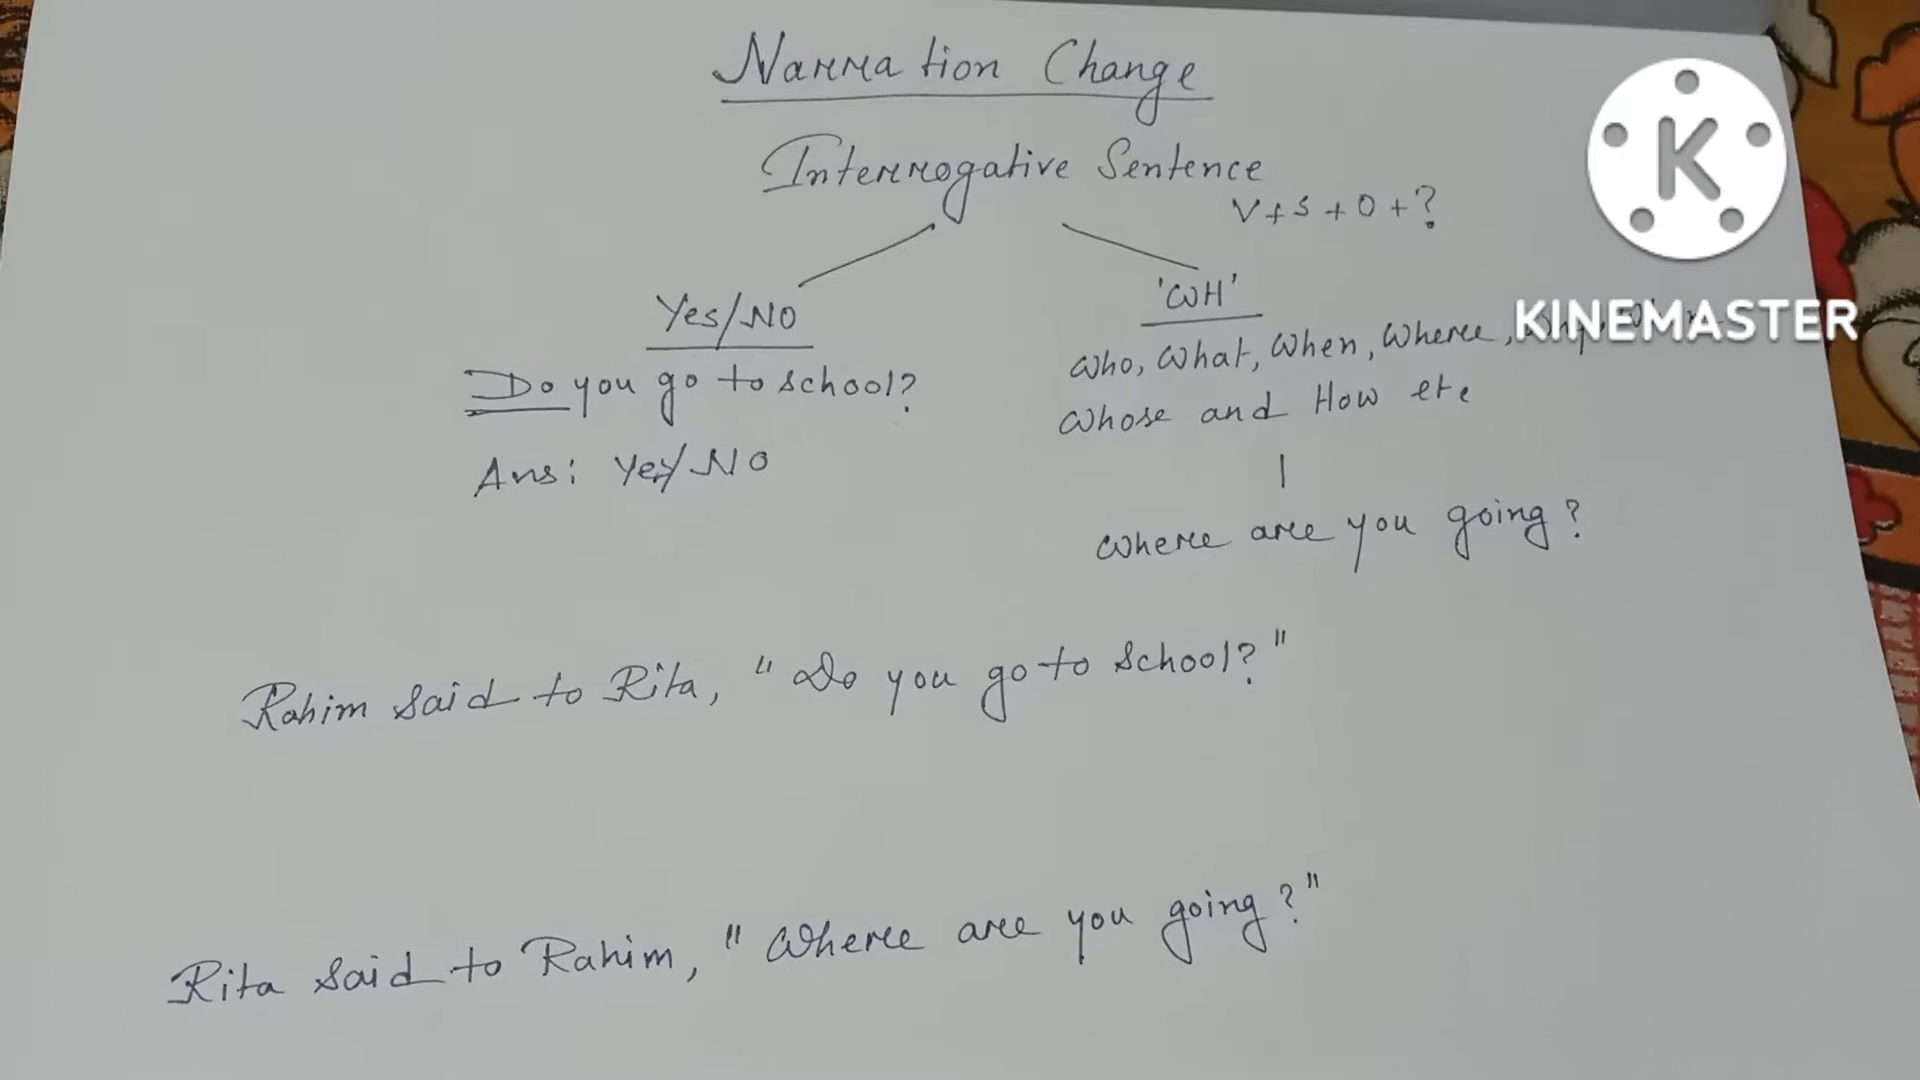 Narration Change
Interrogative Sentence
V+S+O+?
Yes/NO
Do you go to school?
Ans: Yes/NO
'WH'
Who, What, When, Where,
Whose and How etc
Where are you going?
Rahim said to Rita, "Do you go to school?"
Rita said to Rahim, "Where are you going?"
KINEMASTER